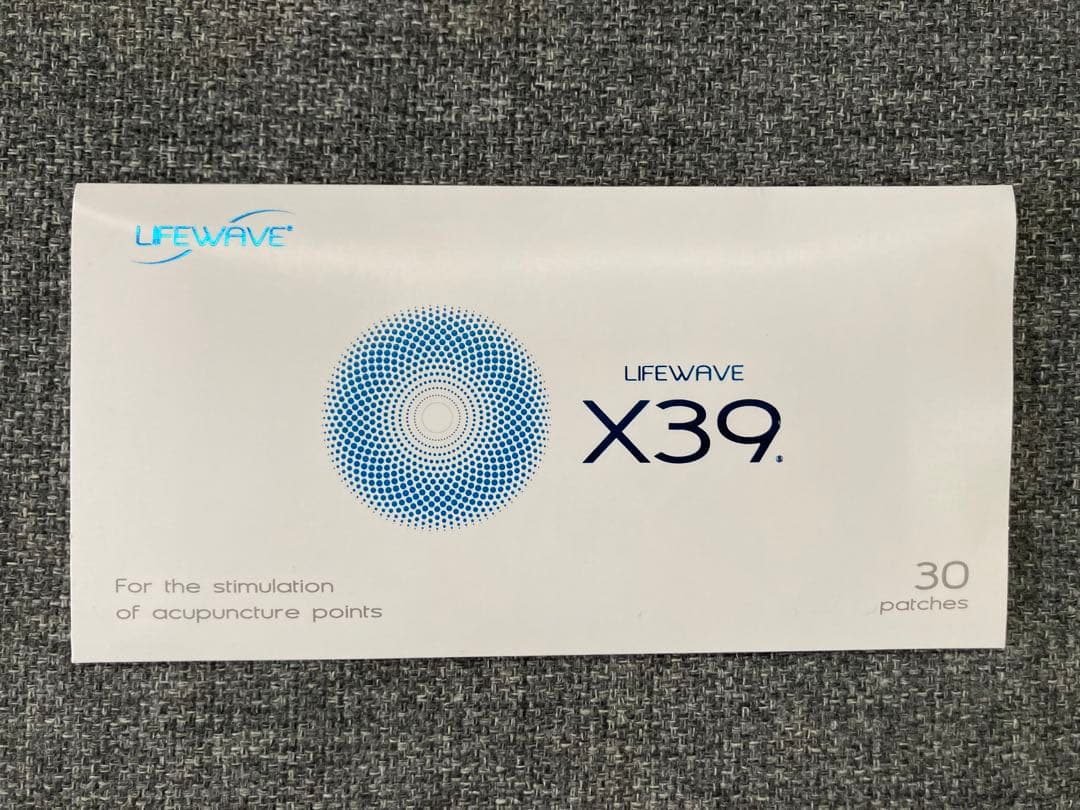 LIFEWAVE®
LIFEWAVE
X39®
For the stimulation
of acupuncture points
30
patches